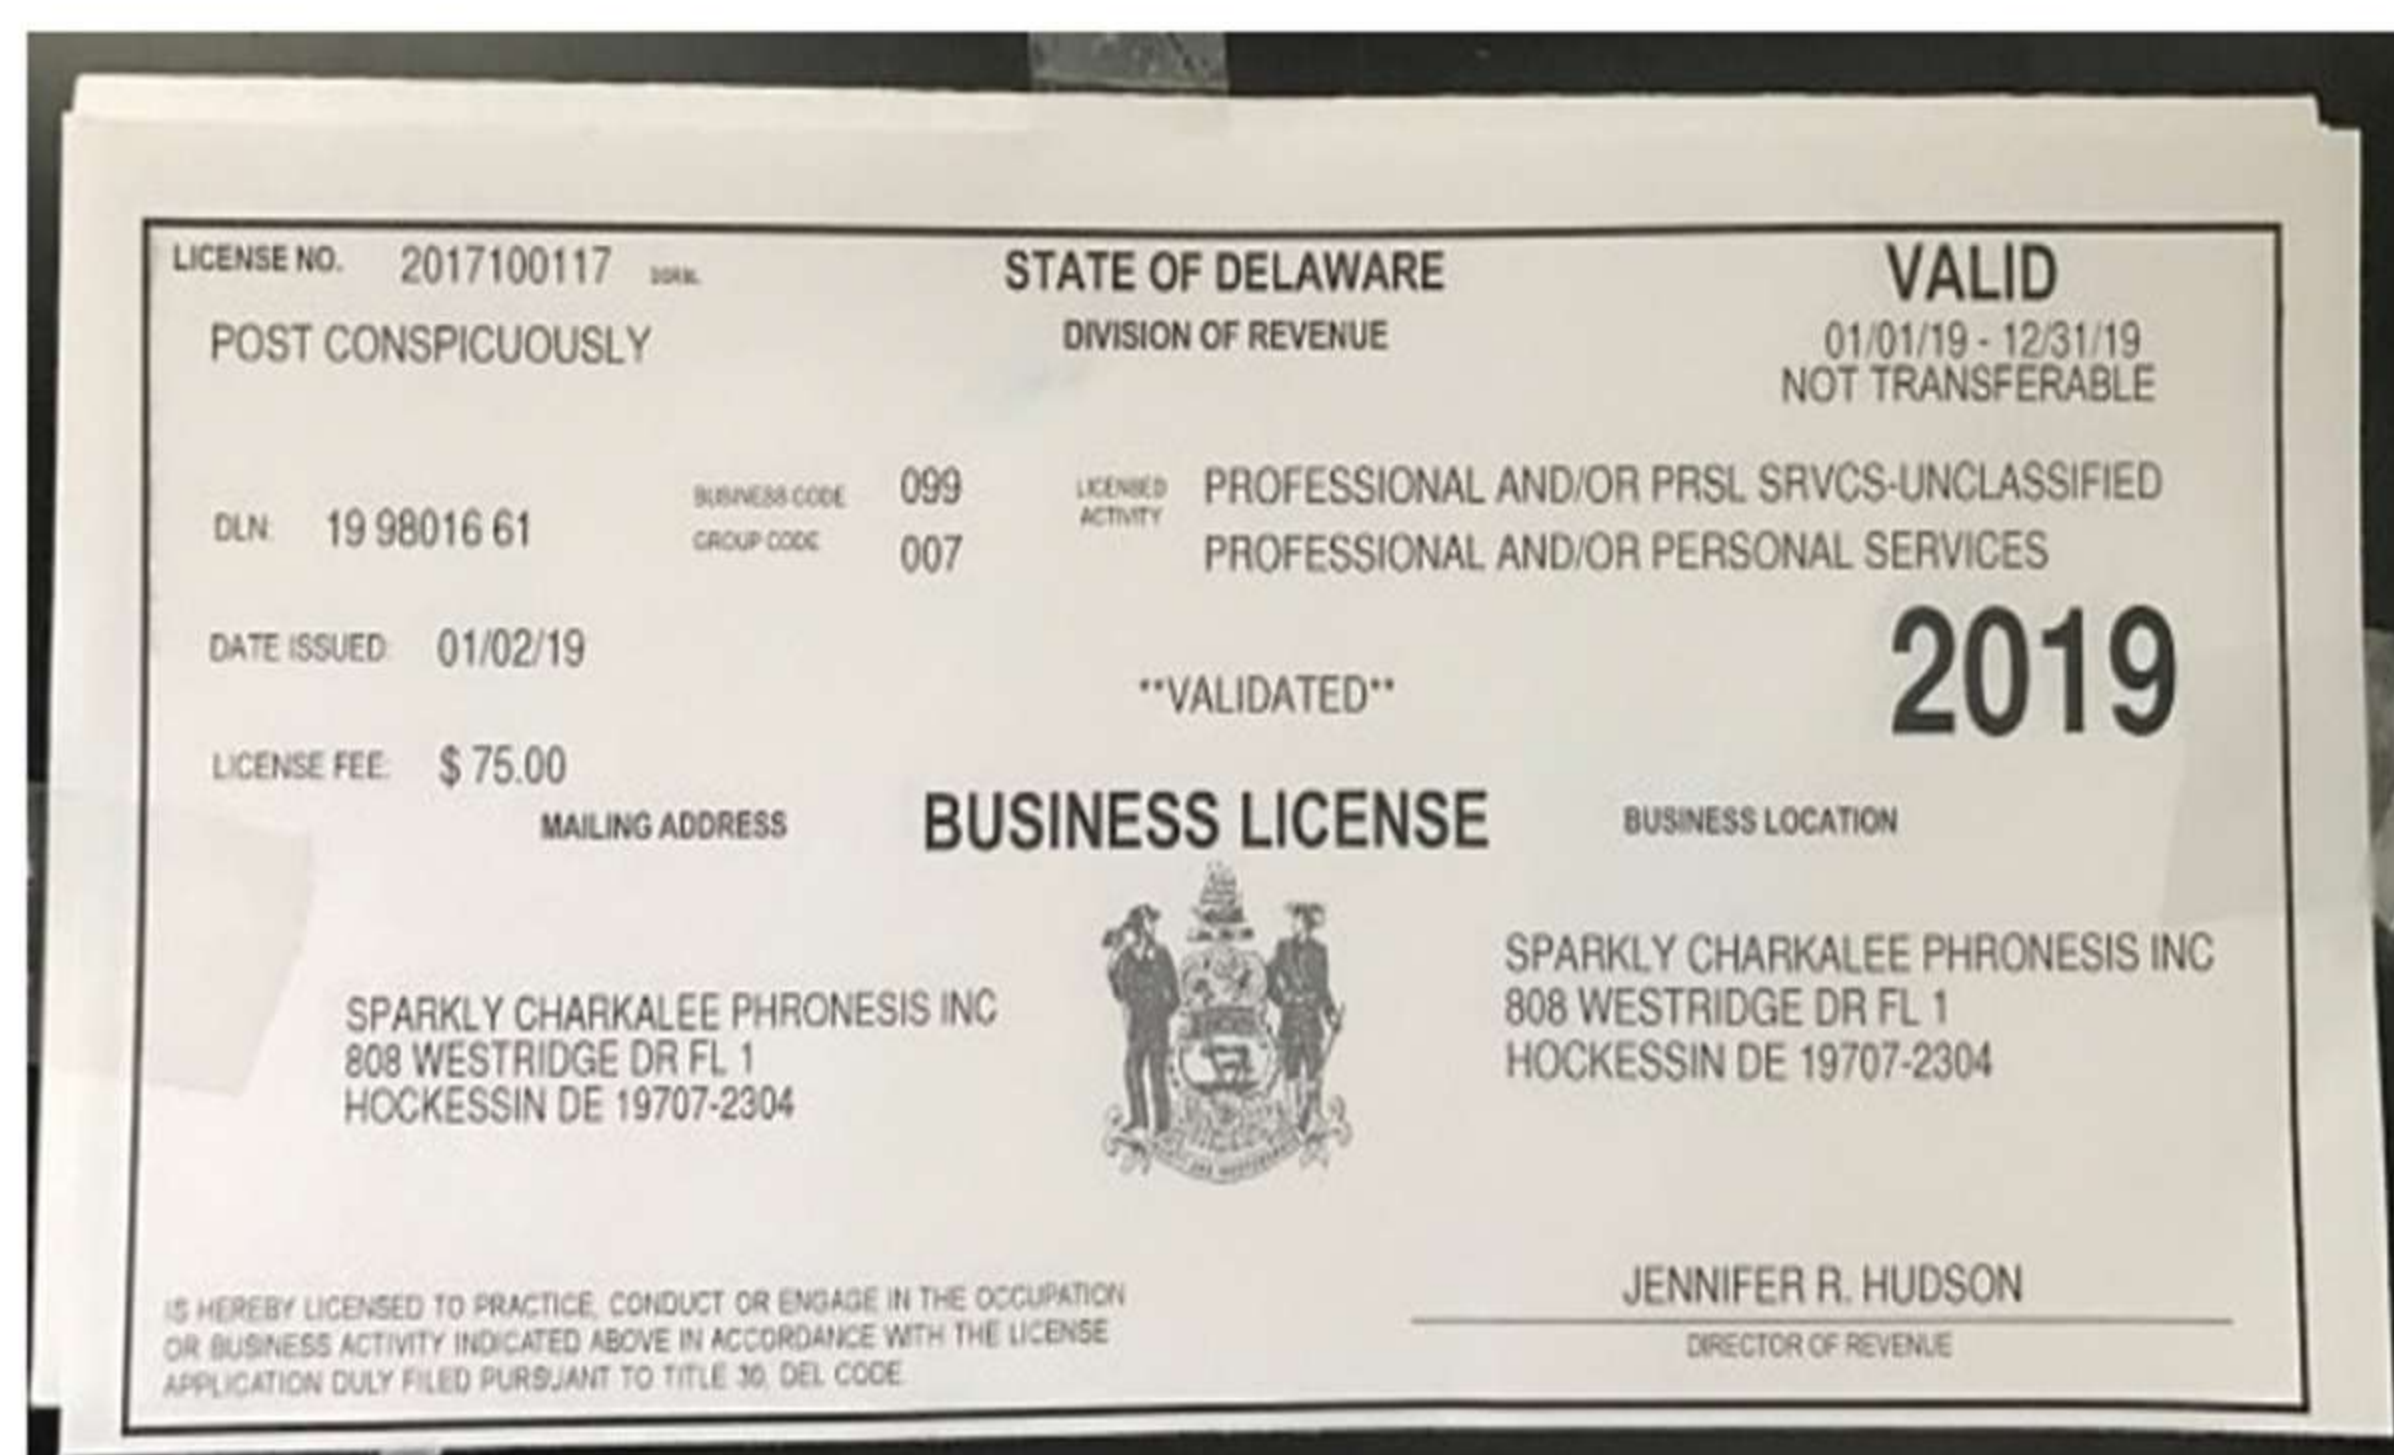 LICENSE NO. 2017100117
POST CONSPICUOUSLY
STATE OF DELAWARE
DIVISION OF REVENUE
VALID
01/01/19 - 12/31/19
NOT TRANSFERABLE
DLN: 19 98016 61
BUSINESS CODE 099
GROUP CODE 007
LICENSED ACTIVITY
PROFESSIONAL AND/OR PRSL SRVCS-UNCLASSIFIED
PROFESSIONAL AND/OR PERSONAL SERVICES
DATE ISSUED: 01/02/19
**VALIDATED**
2019
LICENSE FEE: $ 75.00
MAILING ADDRESS
BUSINESS LICENSE
BUSINESS LOCATION
SPARKLY CHARKALEE PHRONESIS INC
808 WESTRIDGE DR FL 1
HOCKESSIN DE 19707-2304
SPARKLY CHARKALEE PHRONESIS INC
808 WESTRIDGE DR FL 1
HOCKESSIN DE 19707-2304
IS HEREBY LICENSED TO PRACTICE, CONDUCT OR ENGAGE IN THE OCCUPATION
OR BUSINESS ACTIVITY INDICATED ABOVE IN ACCORDANCE WITH THE LICENSE
APPLICATION DULY FILED PURSUANT TO TITLE 30, DEL CODE
JENNIFER R. HUDSON
DIRECTOR OF REVENUE